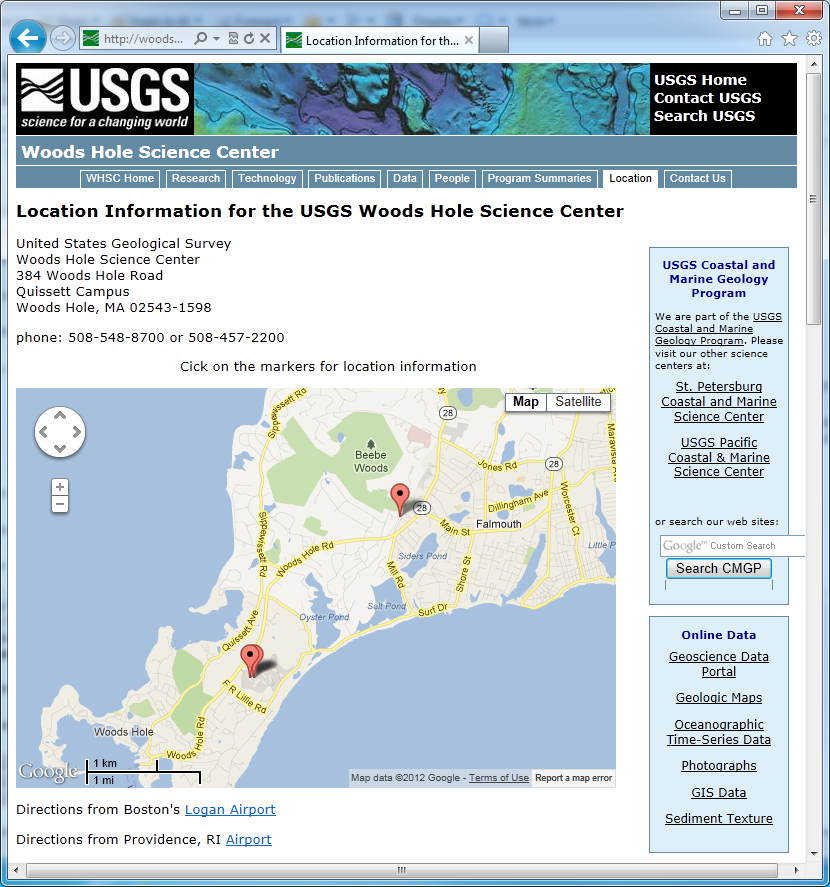 http://woods...
Location Information for th...
USGS
science for a changing world
USGS Home
Contact USGS
Search USGS
Woods Hole Science Center
WHSC Home
Research
Technology
Publications
Data
People
Program Summaries
Location
Contact Us
Location Information for the USGS Woods Hole Science Center
United States Geological Survey
Woods Hole Science Center
384 Woods Hole Road
Quissett Campus
Woods Hole, MA 02543-1598
phone: 508-548-8700 or 508-457-2200
Cick on the markers for location information
Map
Satellite
Sippewissett Rd
28
Maravista Ave
Beebe
Woods
Jones Rd
28
Worcester Ct
Dillingham Ave
28
Main St
Falmouth
Sippewissett Rd
Woods Hole Rd
Siders Pond
Little P
Mill Rd
Shore St
Salt Pond
Surf Dr
Oyster Pond
Quissett Ave
F R Lillie Rd
Woods Hole
Woods Hole Rd
Google
1 km
1 mi
Map data ©2012 Google - Terms of Use
Report a map error
Directions from Boston's Logan Airport
Directions from Providence, RI Airport
USGS Coastal and
Marine Geology
Program
We are part of the USGS
Coastal and Marine
Geology Program. Please
visit our other science
centers at:
St. Petersburg
Coastal and Marine
Science Center
USGS Pacific
Coastal & Marine
Science Center
or search our web sites:
Google™ Custom Search
Search CMGP
Online Data
Geoscience Data
Portal
Geologic Maps
Oceanographic
Time-Series Data
Photographs
GIS Data
Sediment Texture